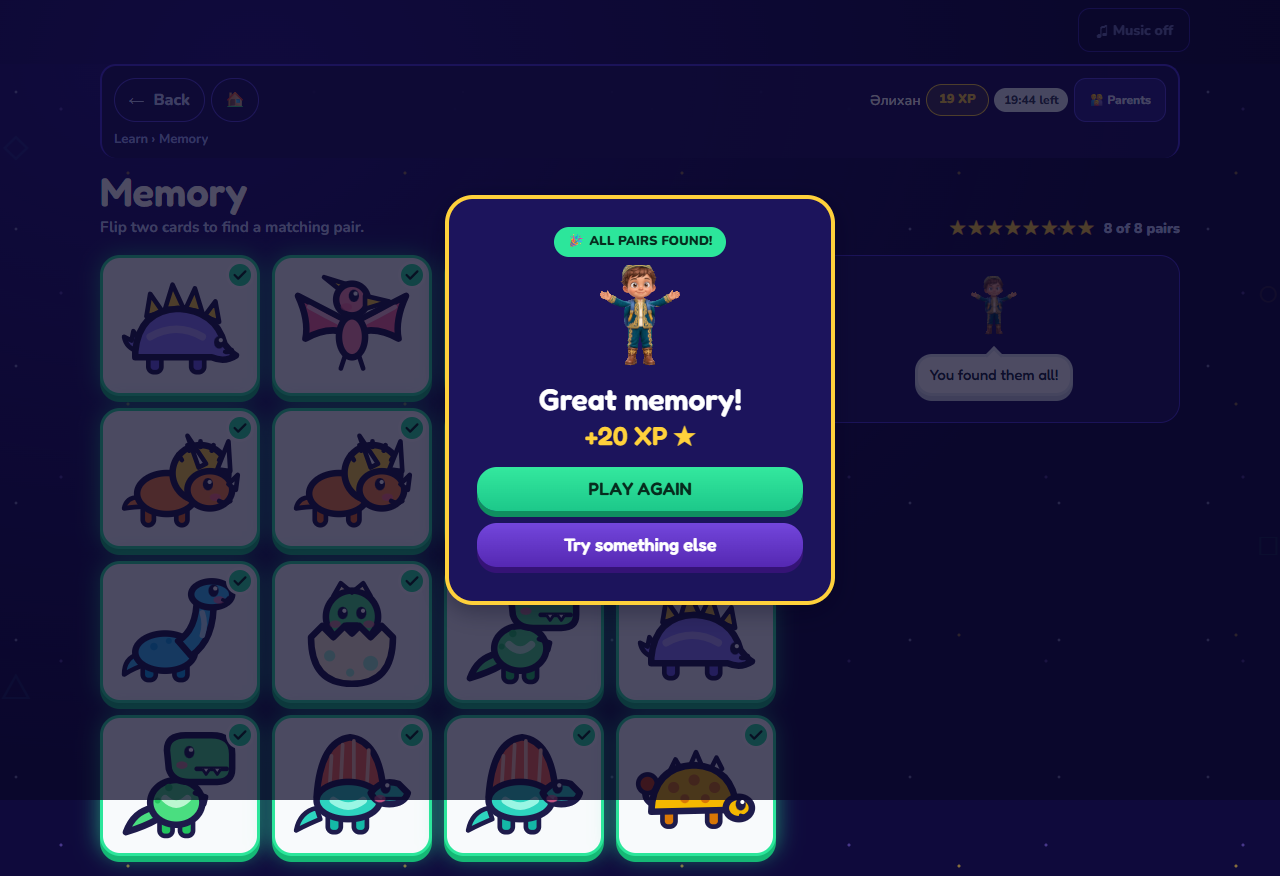 ♫ Music off
← Back
Әлихан
19 XP
19:44 left
Parents
Learn › Memory
Memory
Flip two cards to find a matching pair.
★★★★★★★★ 8 of 8 pairs
ALL PAIRS FOUND!
Great memory!
+20 XP ★
PLAY AGAIN
Try something else
You found them all!